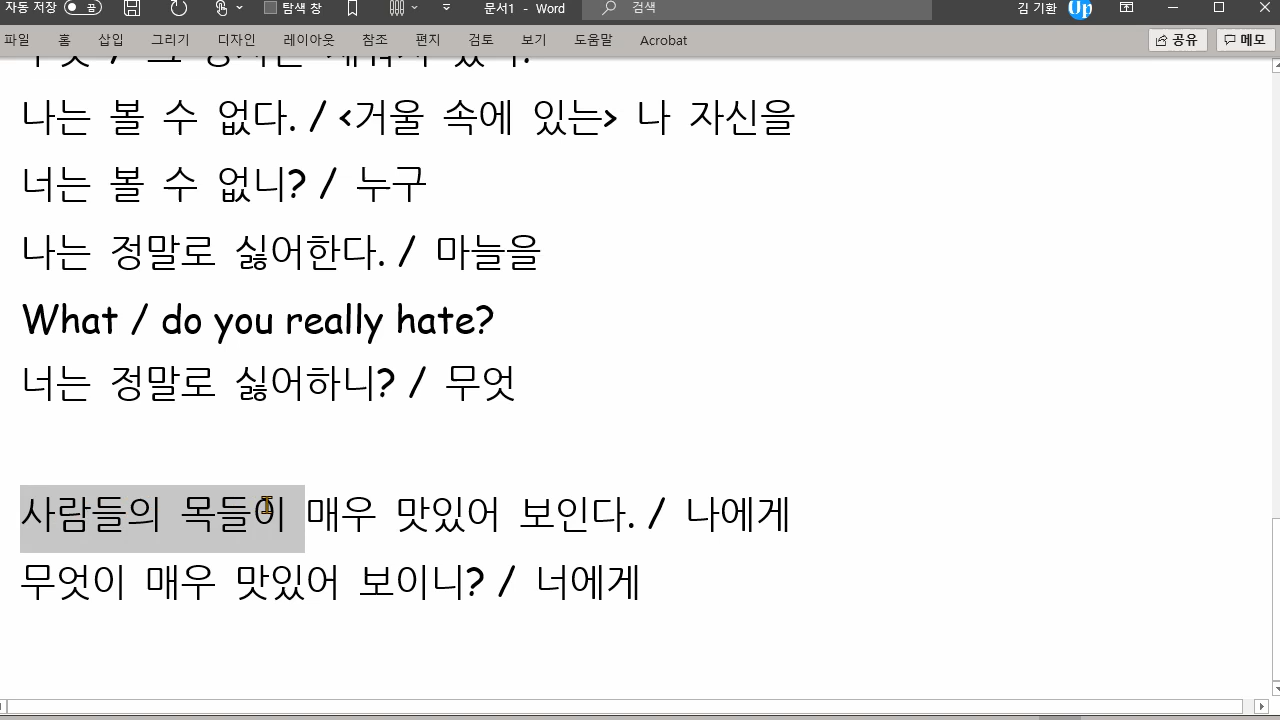 자동 저장 끔 탐색 창 문서1 - Word 검색 김 기환 Up
파일 홈 삽입 그리기 디자인 레이아웃 참조 편지 검토 보기 도움말 Acrobat 공유 메모
나는 볼 수 없다. / <거울 속에 있는> 나 자신을
너는 볼 수 없니? / 누구
나는 정말로 싫어한다. / 마늘을
What / do you really hate?
너는 정말로 싫어하니? / 무엇
사람들의 목들이 매우 맛있어 보인다. / 나에게
무엇이 매우 맛있어 보이니? / 너에게